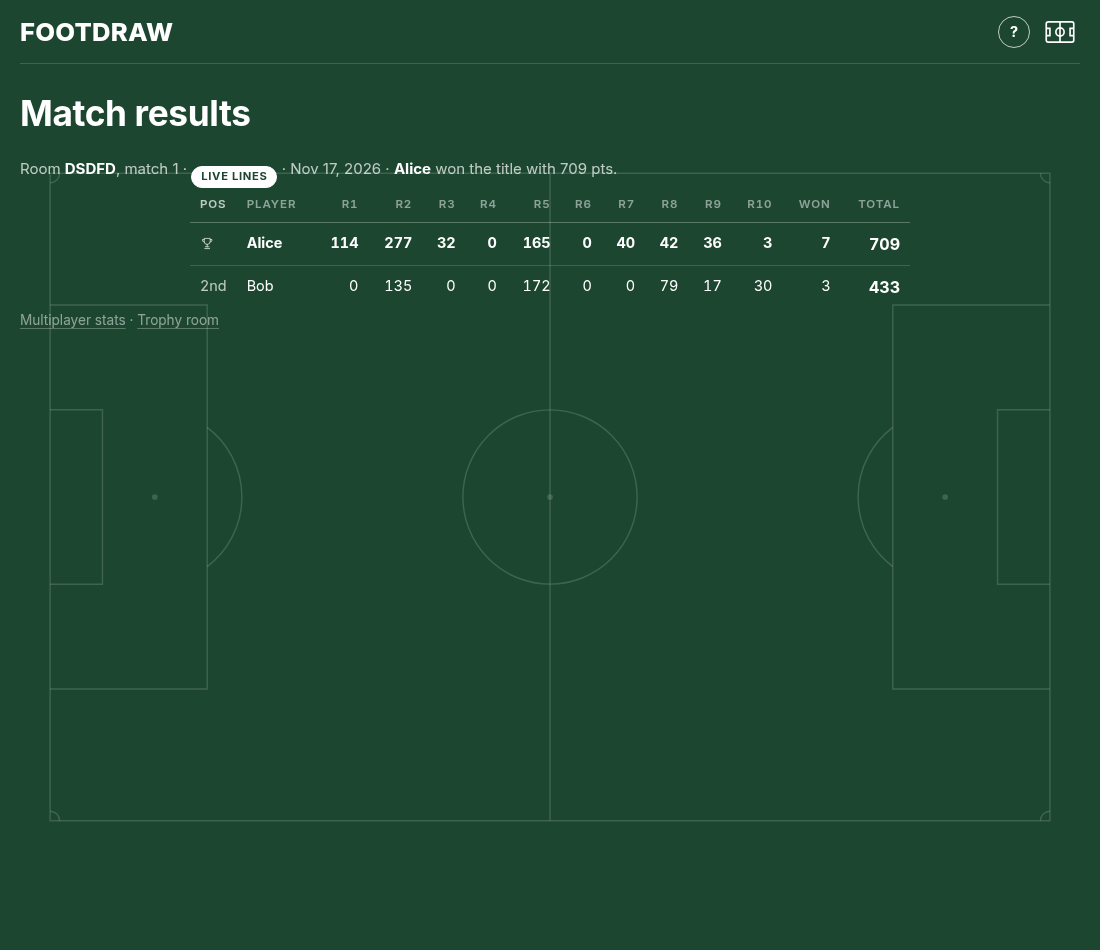 FOOTDRAW ?
Match results
Room DSDFD, match 1 · LIVE LINES · Nov 17, 2026 · Alice won the title with 709 pts.
POS PLAYER R1 R2 R3 R4 R5 R6 R7 R8 R9 R10 WON TOTAL
Alice 114 277 32 0 165 0 40 42 36 3 7 709
2nd Bob 0 135 0 0 172 0 0 79 17 30 3 433
Multiplayer stats · Trophy room